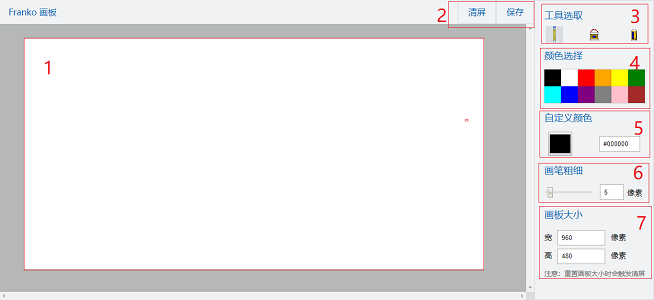 Franko 画板
2
清屏
保存
1
工具选取
3
颜色选择
4
自定义颜色
5
#000000
画笔粗细
6
5
像素
画板大小
7
宽
960
像素
高
480
像素
注意：重置画板大小时会触发清屏